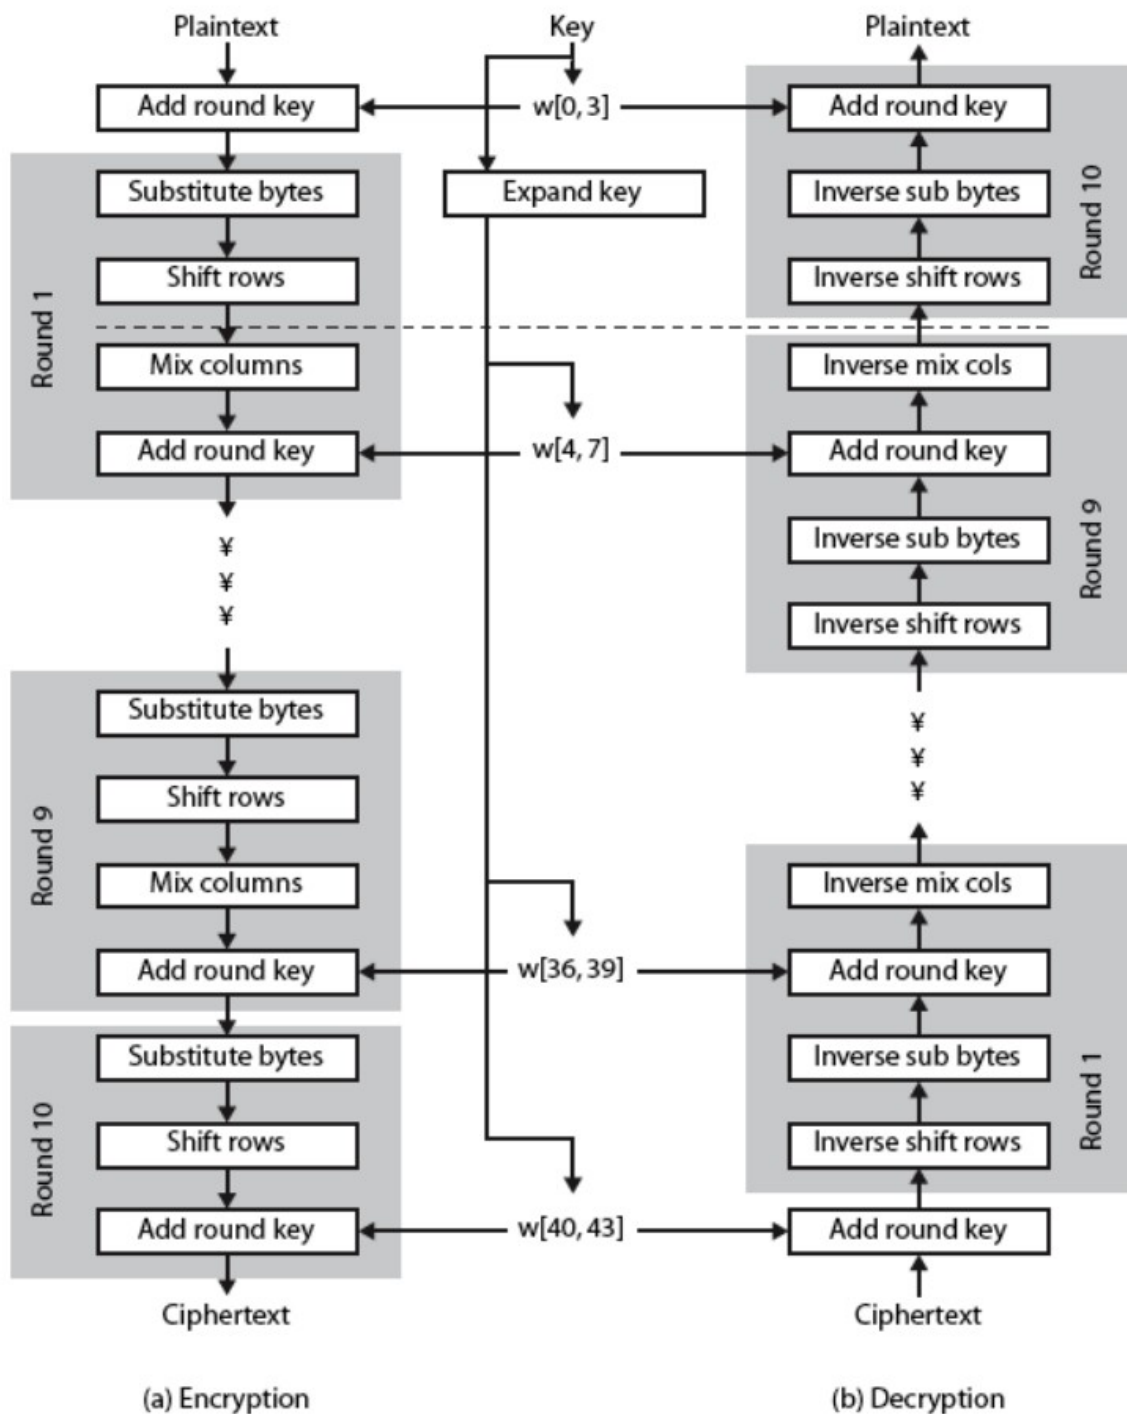 Plaintext
Key
Plaintext
Add round key
w[0, 3]
Add round key
Round 1
Substitute bytes
Expand key
Inverse sub bytes
Round 10
Shift rows
Inverse shift rows
Mix columns
Inverse mix cols
Add round key
w[4, 7]
Add round key
Round 9
¥
¥
¥
Inverse sub bytes
Inverse shift rows
Round 9
Substitute bytes
¥
¥
¥
Shift rows
Mix columns
Inverse mix cols
Add round key
w[36, 39]
Add round key
Round 10
Substitute bytes
Inverse sub bytes
Round 1
Shift rows
Inverse shift rows
Add round key
w[40, 43]
Add round key
Ciphertext
Ciphertext
(a) Encryption
(b) Decryption